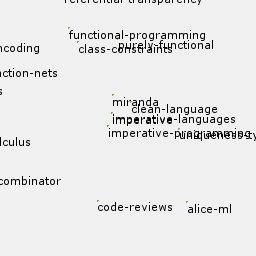 referential-transparency
functional-programming
purely-functional
ncoding
class-constraints
ction-nets
s
miranda
clean-language
imperative-languages
imperative-programming
uniqueness-ty
lculus
combinator
code-reviews
alice-ml